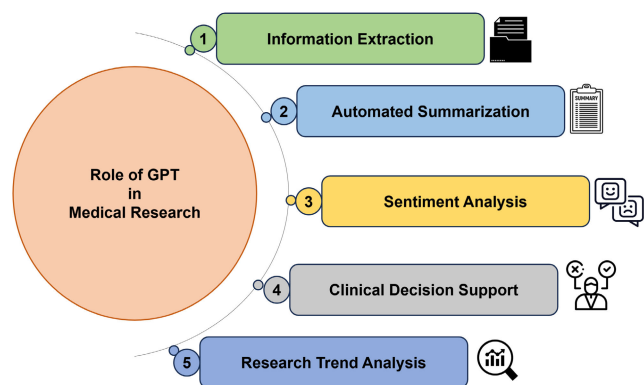 Role of GPT
in
Medical Research
1
Information Extraction
2
Automated Summarization
SUMMARY
3
Sentiment Analysis
4
Clinical Decision Support
5
Research Trend Analysis